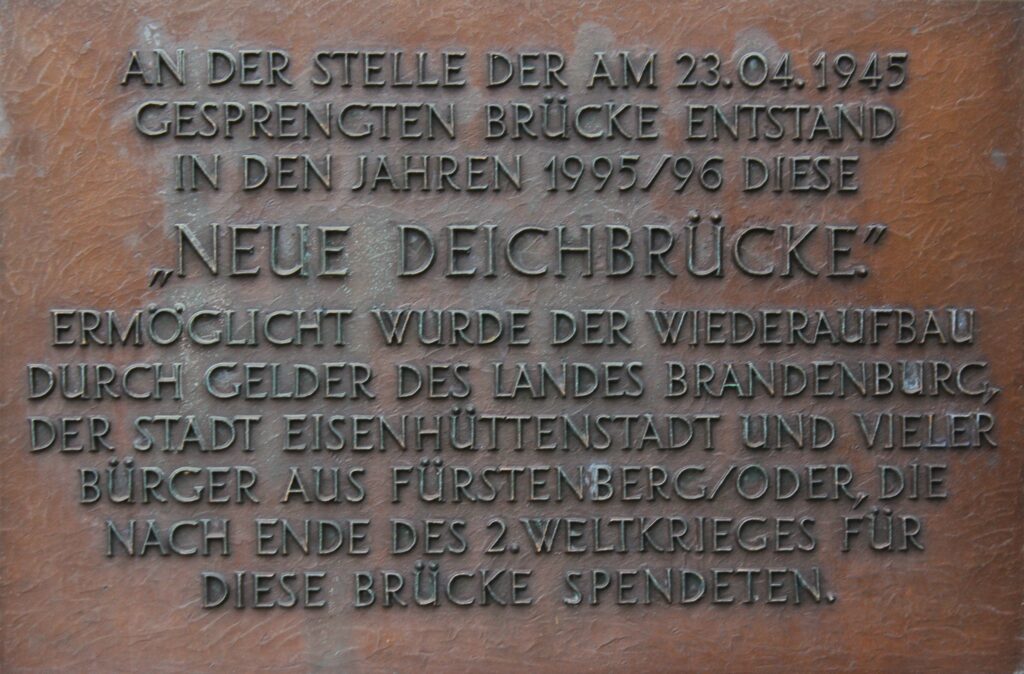 AN DER STELLE DER AM 23.04.1945
GESPRENGTEN BRÜCKE ENTSTAND
IN DEN JAHREN 1995/96 DIESE
„NEUE DEICHBRÜCKE."
ERMÖGLICHT WURDE DER WIEDERAUFBAU
DURCH GELDER DES LANDES BRANDENBURG,
DER STADT EISENHÜTTENSTADT UND VIELER
BÜRGER AUS FÜRSTENBERG/ODER, DIE
NACH ENDE DES 2. WELTKRIEGES FÜR
DIESE BRÜCKE SPENDETEN.